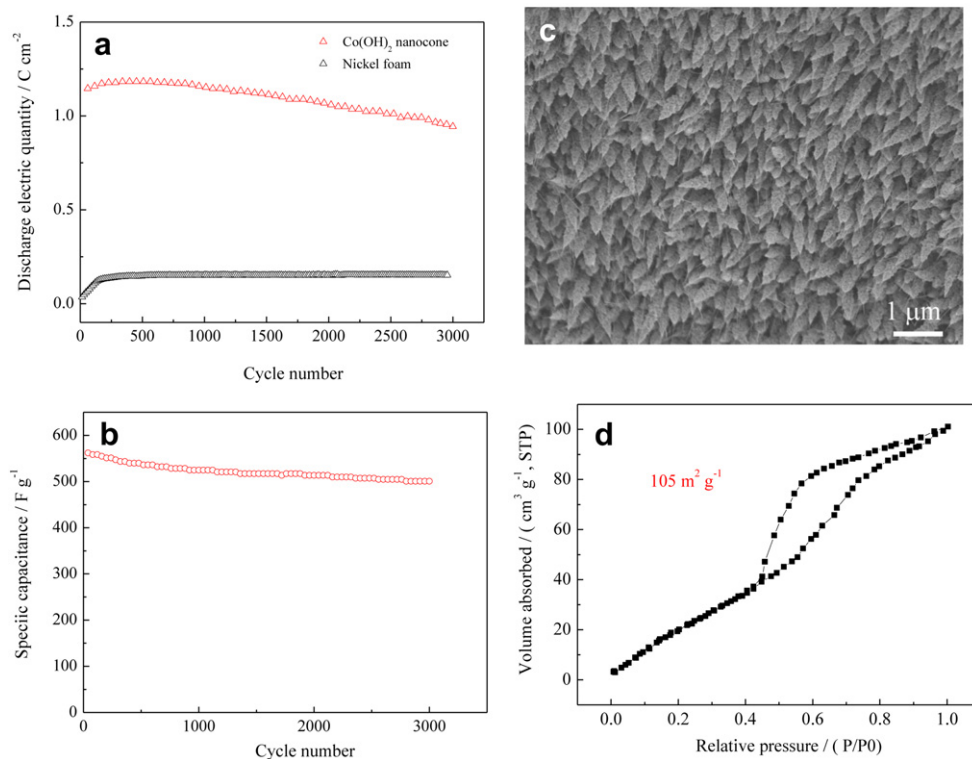 a
Co(OH)2 nanocone
Nickel foam
1.5
1.0
0.5
0.0
Discharge electric quantity / C cm-2
0 500 1000 1500 2000 2500 3000
Cycle number
c
1 μm
b
600
500
400
300
200
100
0
Speciic capacitance / F g-1
0 1000 2000 3000
Cycle number
d
105 m2 g-1
100
80
60
40
20
0
Volume absorbed / ( cm3 g-1, STP)
0.0 0.2 0.4 0.6 0.8 1.0
Relative pressure / ( P/P0)